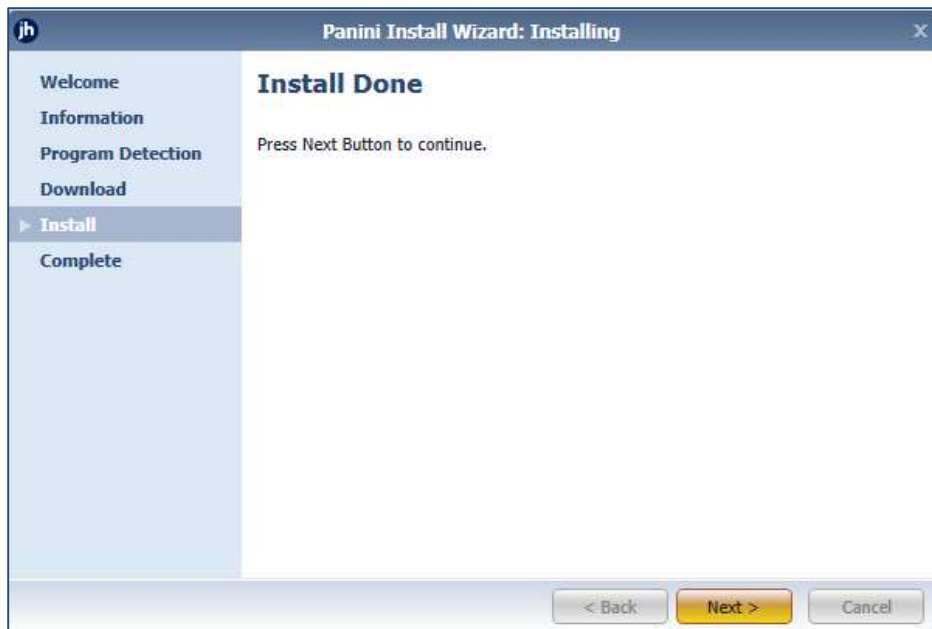 jh
Panini Install Wizard: Installing
x
Welcome
Information
Program Detection
Download
Install
Complete
Install Done
Press Next Button to continue.
< Back
Next >
Cancel